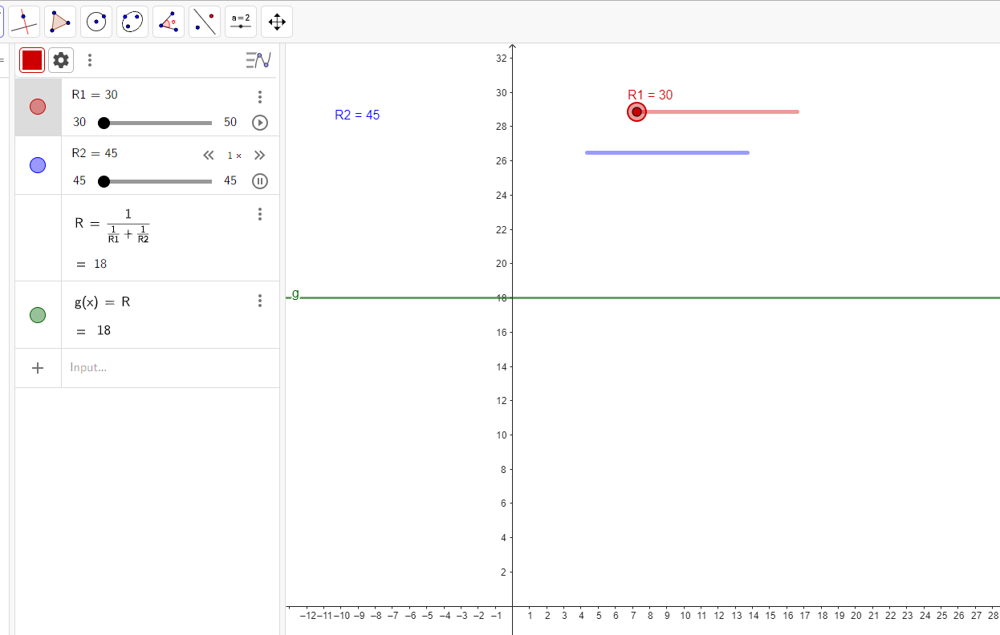 a=2
=
R1 = 30
30 50
R2 = 45
1 ×
45 45
R = 1 / (1/R1 + 1/R2)
= 18
g(x) = R
= 18
Input...
R2 = 45
R1 = 30
g
32
30
28
26
24
22
20
18
16
14
12
10
8
6
4
2
−12 −11 −10 −9 −8 −7 −6 −5 −4 −3 −2 −1 1 2 3 4 5 6 7 8 9 10 11 12 13 14 15 16 17 18 19 20 21 22 23 24 25 26 27 28